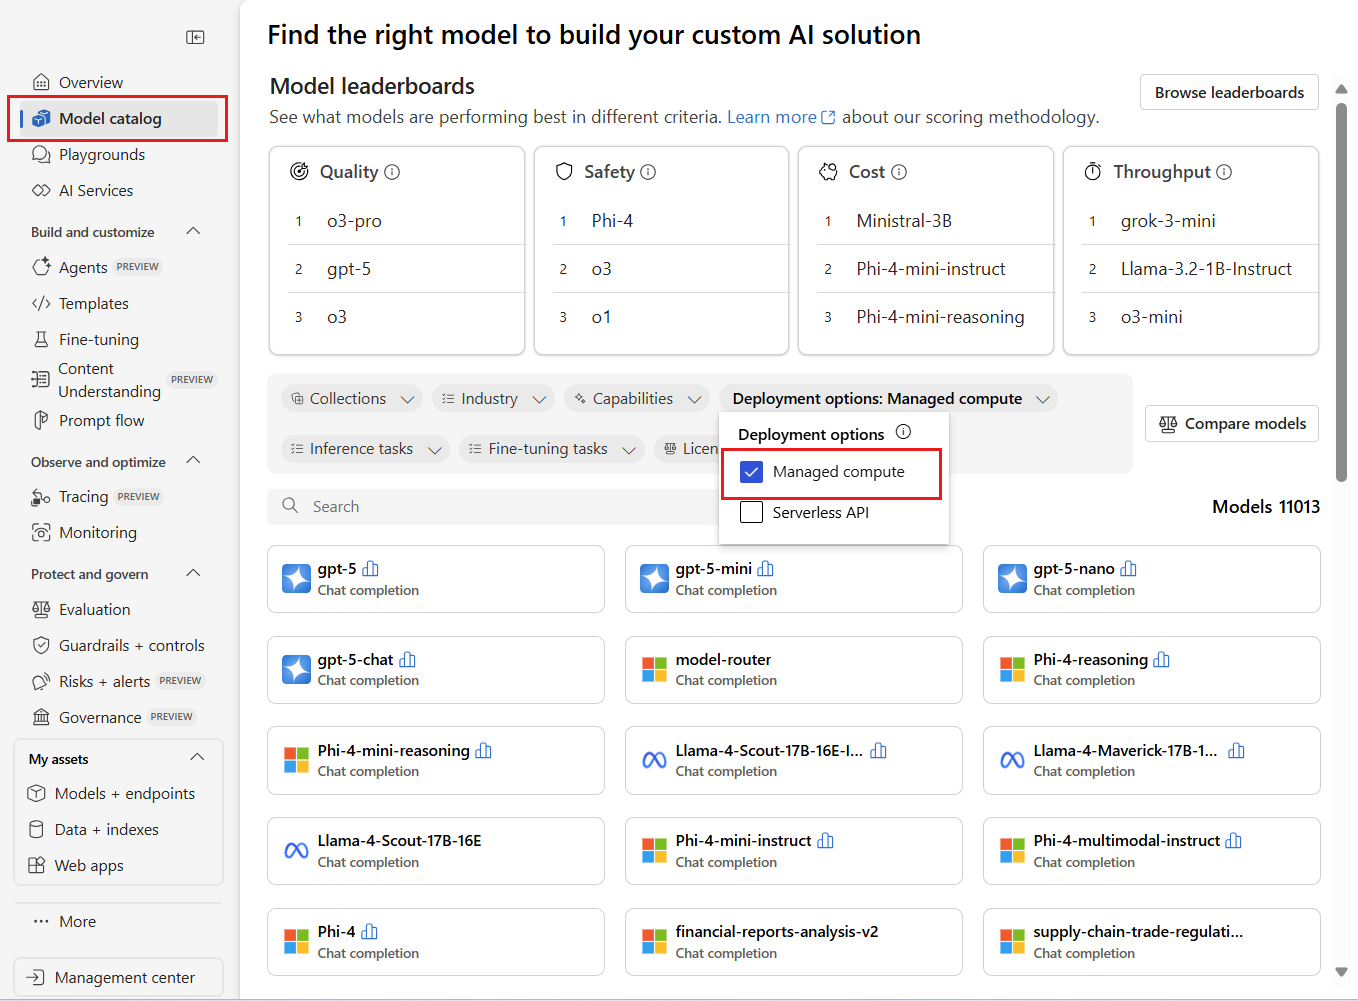 Overview
Model catalog
Playgrounds
AI Services
Build and customize
Agents PREVIEW
Templates
Fine-tuning
Content
Understanding PREVIEW
Prompt flow
Observe and optimize
Tracing PREVIEW
Monitoring
Protect and govern
Evaluation
Guardrails + controls
Risks + alerts PREVIEW
Governance PREVIEW
My assets
Models + endpoints
Data + indexes
Web apps
More
Management center
Find the right model to build your custom AI solution
Model leaderboards
Browse leaderboards
See what models are performing best in different criteria. Learn more about our scoring methodology.
Quality
1 o3-pro
2 gpt-5
3 o3
Safety
1 Phi-4
2 o3
3 o1
Cost
1 Ministral-3B
2 Phi-4-mini-instruct
3 Phi-4-mini-reasoning
Throughput
1 grok-3-mini
2 Llama-3.2-1B-Instruct
3 o3-mini
Collections Industry Capabilities Deployment options: Managed compute
Inference tasks Fine-tuning tasks Licen
Compare models
Deployment options
Managed compute
Serverless API
Search
Models 11013
gpt-5
Chat completion
gpt-5-mini
Chat completion
gpt-5-nano
Chat completion
gpt-5-chat
Chat completion
model-router
Chat completion
Phi-4-reasoning
Chat completion
Phi-4-mini-reasoning
Chat completion
Llama-4-Scout-17B-16E-I...
Chat completion
Llama-4-Maverick-17B-1...
Chat completion
Llama-4-Scout-17B-16E
Chat completion
Phi-4-mini-instruct
Chat completion
Phi-4-multimodal-instruct
Chat completion
Phi-4
Chat completion
financial-reports-analysis-v2
Chat completion
supply-chain-trade-regulati...
Chat completion